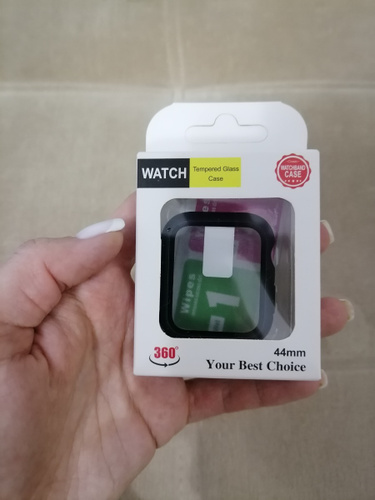 WATCH
Tempered Glass
Case
WATCHBAND
CASE
Wipes
1
360°
44mm
Your Best Choice